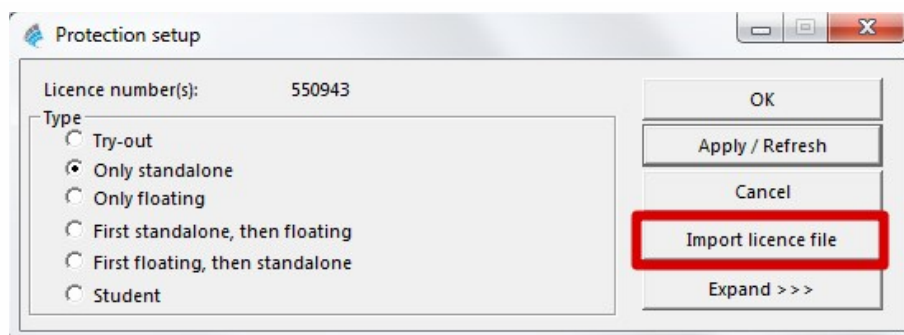 Protection setup
Licence number(s): 550943
Type
Try-out
Only standalone
Only floating
First standalone, then floating
First floating, then standalone
Student
OK
Apply / Refresh
Cancel
Import licence file
Expand >>>